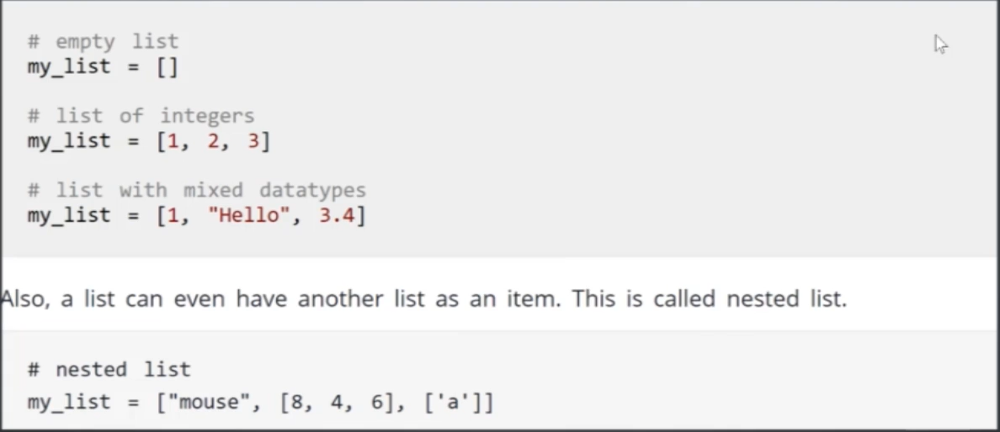 # empty list
my_list = []
# list of integers
my_list = [1, 2, 3]
# list with mixed datatypes
my_list = [1, "Hello", 3.4]
Also, a list can even have another list as an item. This is called nested list.
# nested list
my_list = ["mouse", [8, 4, 6], ['a']]